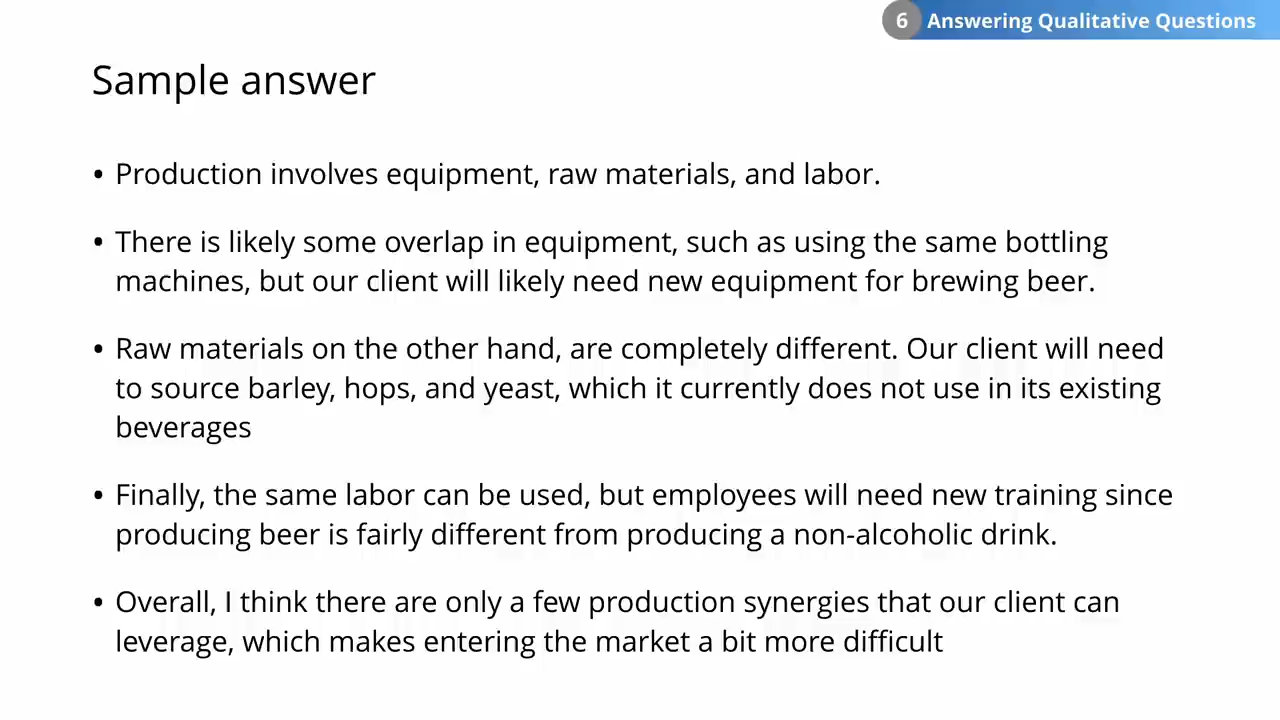 6 Answering Qualitative Questions
Sample answer
• Production involves equipment, raw materials, and labor.
• There is likely some overlap in equipment, such as using the same bottling
machines, but our client will likely need new equipment for brewing beer.
• Raw materials on the other hand, are completely different. Our client will need
to source barley, hops, and yeast, which it currently does not use in its existing
beverages
• Finally, the same labor can be used, but employees will need new training since
producing beer is fairly different from producing a non-alcoholic drink.
• Overall, I think there are only a few production synergies that our client can
leverage, which makes entering the market a bit more difficult